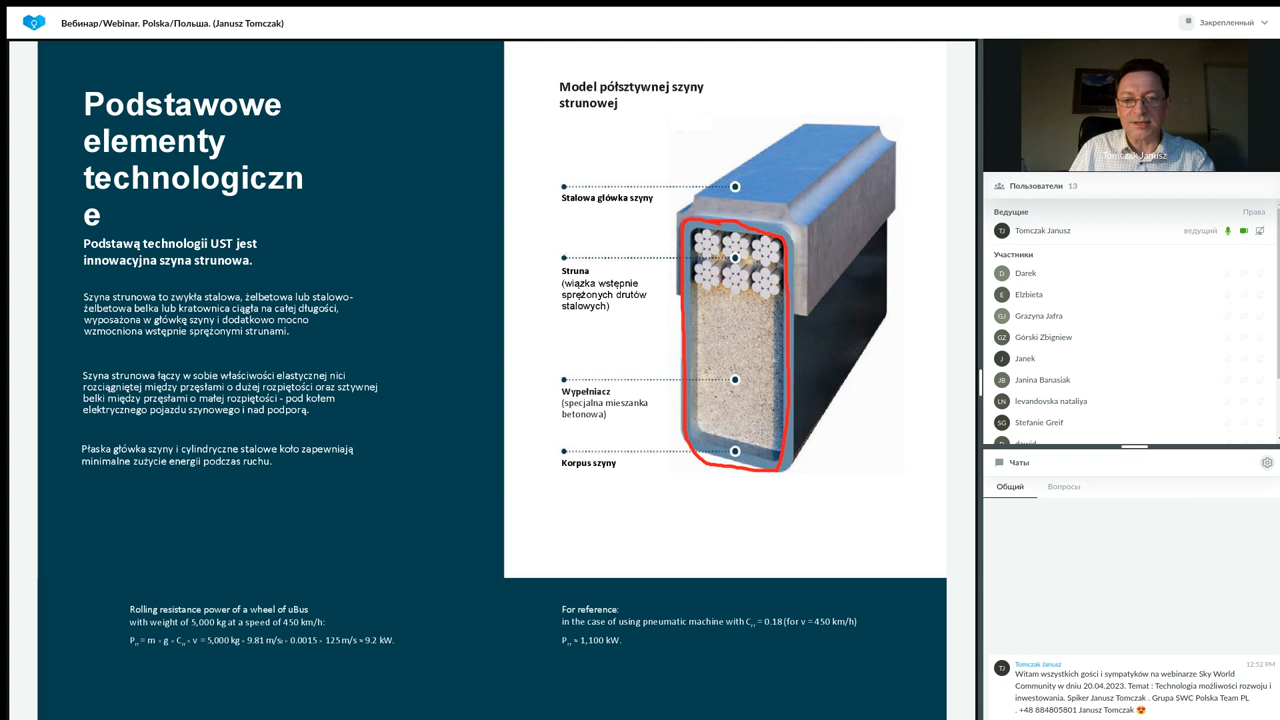 Вебинар/Webinar. Polska/Польша. (Janusz Tomczak)
Закрепленный
Podstawowe
elementy
technologiczn
e
Podstawą technologii UST jest
innowacyjna szyna strunowa.
Szyna strunowa to zwykła stalowa, żelbetowa lub stalowo-
żelbetowa belka lub kratownica ciągła na całej długości,
wyposażona w główkę szyny i dodatkowo mocno
wzmocniona wstępnie sprężonymi strunami.
Szyna strunowa łączy w sobie właściwości elastycznej nici
rozciągniętej między przęsłami o dużej rozpiętości oraz sztywnej
belki między przęsłami o małej rozpiętości - pod kołem
elektrycznego pojazdu szynowego i nad podporą.
Płaska główka szyny i cylindryczne stalowe koło zapewniają
minimalne zużycie energii podczas ruchu.
Model półsztywnej szyny
strunowej
Stalowa główka szyny
Struna
(wiązka wstępnie
sprężonych drutów
stalowych)
Wypełniacz
(specjalna mieszanka
betonowa)
Korpus szyny
Rolling resistance power of a wheel of uBus
with weight of 5,000 kg at a speed of 450 km/h:
Prr = m × g × Crr × v = 5,000 kg × 9.81 m/s² × 0.0015 × 125 m/s ≈ 9.2 kW.
For reference:
in the case of using pneumatic machine with Crr = 0.18 (for v = 450 km/h)
Prr ≈ 1,100 kW.
Tomczak Janusz
Пользователи 13
Ведущие Права
TJ Tomczak Janusz ведущий
Участники
D Darek
E Elzbieta
GJ Grazyna Jafra
GZ Górski Zbigniew
J Janek
JB Janina Banasiak
LN levandovska nataliya
SG Stefanie Greif
Чаты
Общий Вопросы
TJ Tomczak Janusz 12:52 PM
Witam wszystkich gości i sympatyków na webinarze Sky World
Community w dniu 20.04.2023. Temat : Technologia możliwości rozwoju i
inwestowania. Spiker Janusz Tomczak . Grupa SWC Polska Team PL
. +48 884805801 Janusz Tomczak 😍